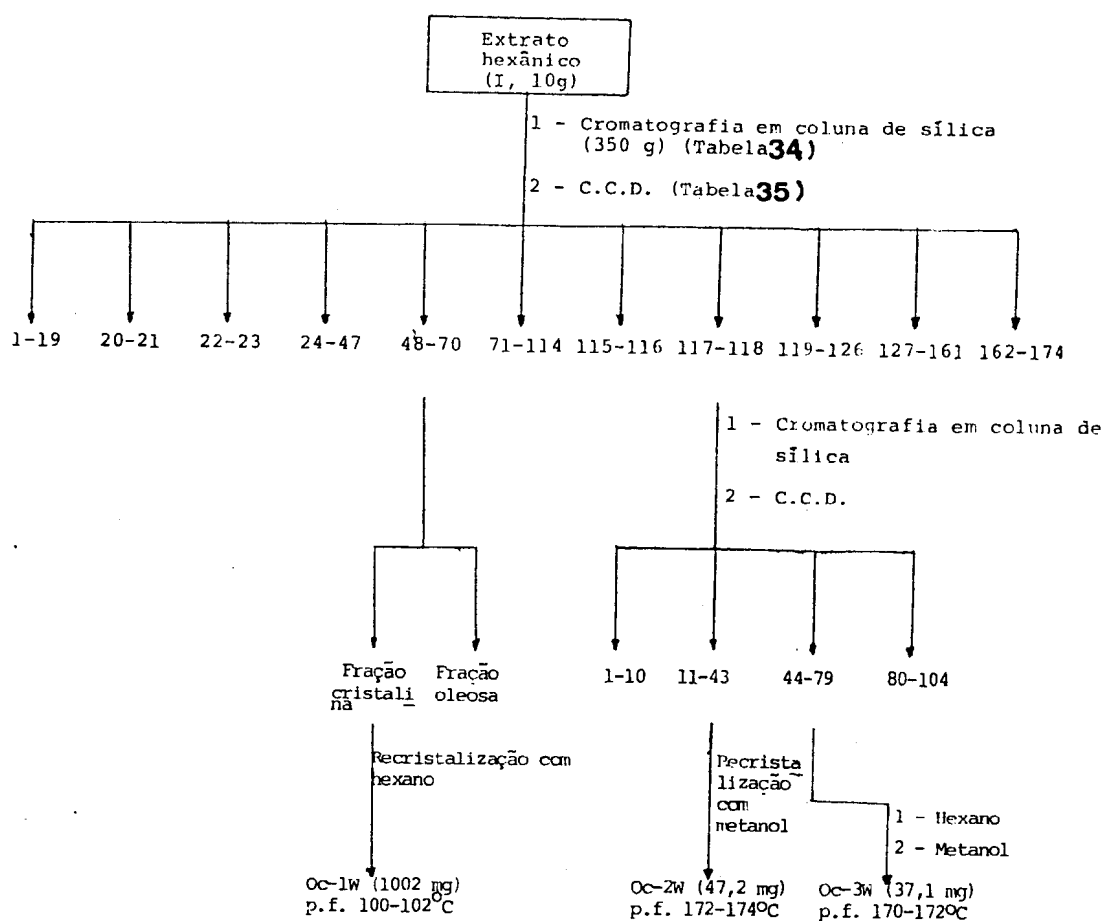 Extrato
hexânico
(I, 10g)
1 - Cromatografia em coluna de sílica
(350 g) (Tabela 34)
2 - C.C.D. (Tabela 35)
1-19 20-21 22-23 24-47 48-70 71-114 115-116 117-118 119-126 127-161 162-174
1 - Cromatografia em coluna de
sílica
2 - C.C.D.
Fração
cristali
na
Fração
oleosa
1-10 11-43 44-79 80-104
Recristalização com
hexano
Recrista
lização
com
metanol
1 - Hexano
2 - Metanol
Oc-1W (1002 mg)
p.f. 100-102ºC
Oc-2W (47,2 mg)
p.f. 172-174ºC
Oc-3W (37,1 mg)
p.f. 170-172ºC